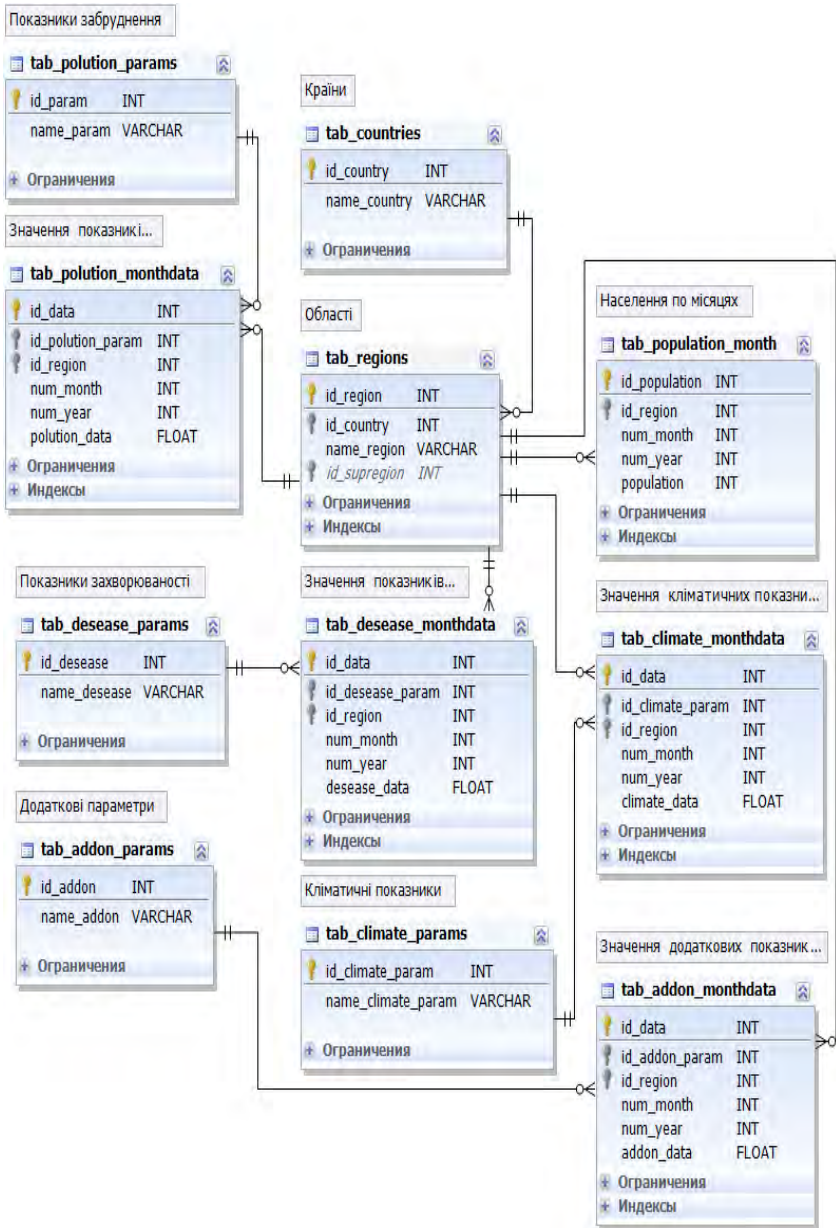 Показники забруднення
tab_polution_params
id_param INT
name_param VARCHAR
Ограничения
Значення показникі...
tab_polution_monthdata
id_data INT
id_polution_param INT
id_region INT
num_month INT
num_year INT
polution_data FLOAT
Ограничения
Индексы
Країни
tab_countries
id_country INT
name_country VARCHAR
Ограничения
Області
tab_regions
id_region INT
id_country INT
name_region VARCHAR
id_supregion INT
Ограничения
Индексы
Населення по місяцях
tab_population_month
id_population INT
id_region INT
num_month INT
num_year INT
population INT
Ограничения
Индексы
Показники захворюваності
tab_desease_params
id_desease INT
name_desease VARCHAR
Ограничения
Значення показників...
tab_desease_monthdata
id_data INT
id_desease_param INT
id_region INT
num_month INT
num_year INT
desease_data FLOAT
Ограничения
Индексы
Значення кліматичних показни...
tab_climate_monthdata
id_data INT
id_climate_param INT
id_region INT
num_month INT
num_year INT
climate_data FLOAT
Ограничения
Индексы
Додаткові параметри
tab_addon_params
id_addon INT
name_addon VARCHAR
Ограничения
Кліматичні показники
tab_climate_params
id_climate_param INT
name_climate_param VARCHAR
Ограничения
Значення додаткових показник...
tab_addon_monthdata
id_data INT
id_addon_param INT
id_region INT
num_month INT
num_year INT
addon_data FLOAT
Ограничения
Индексы